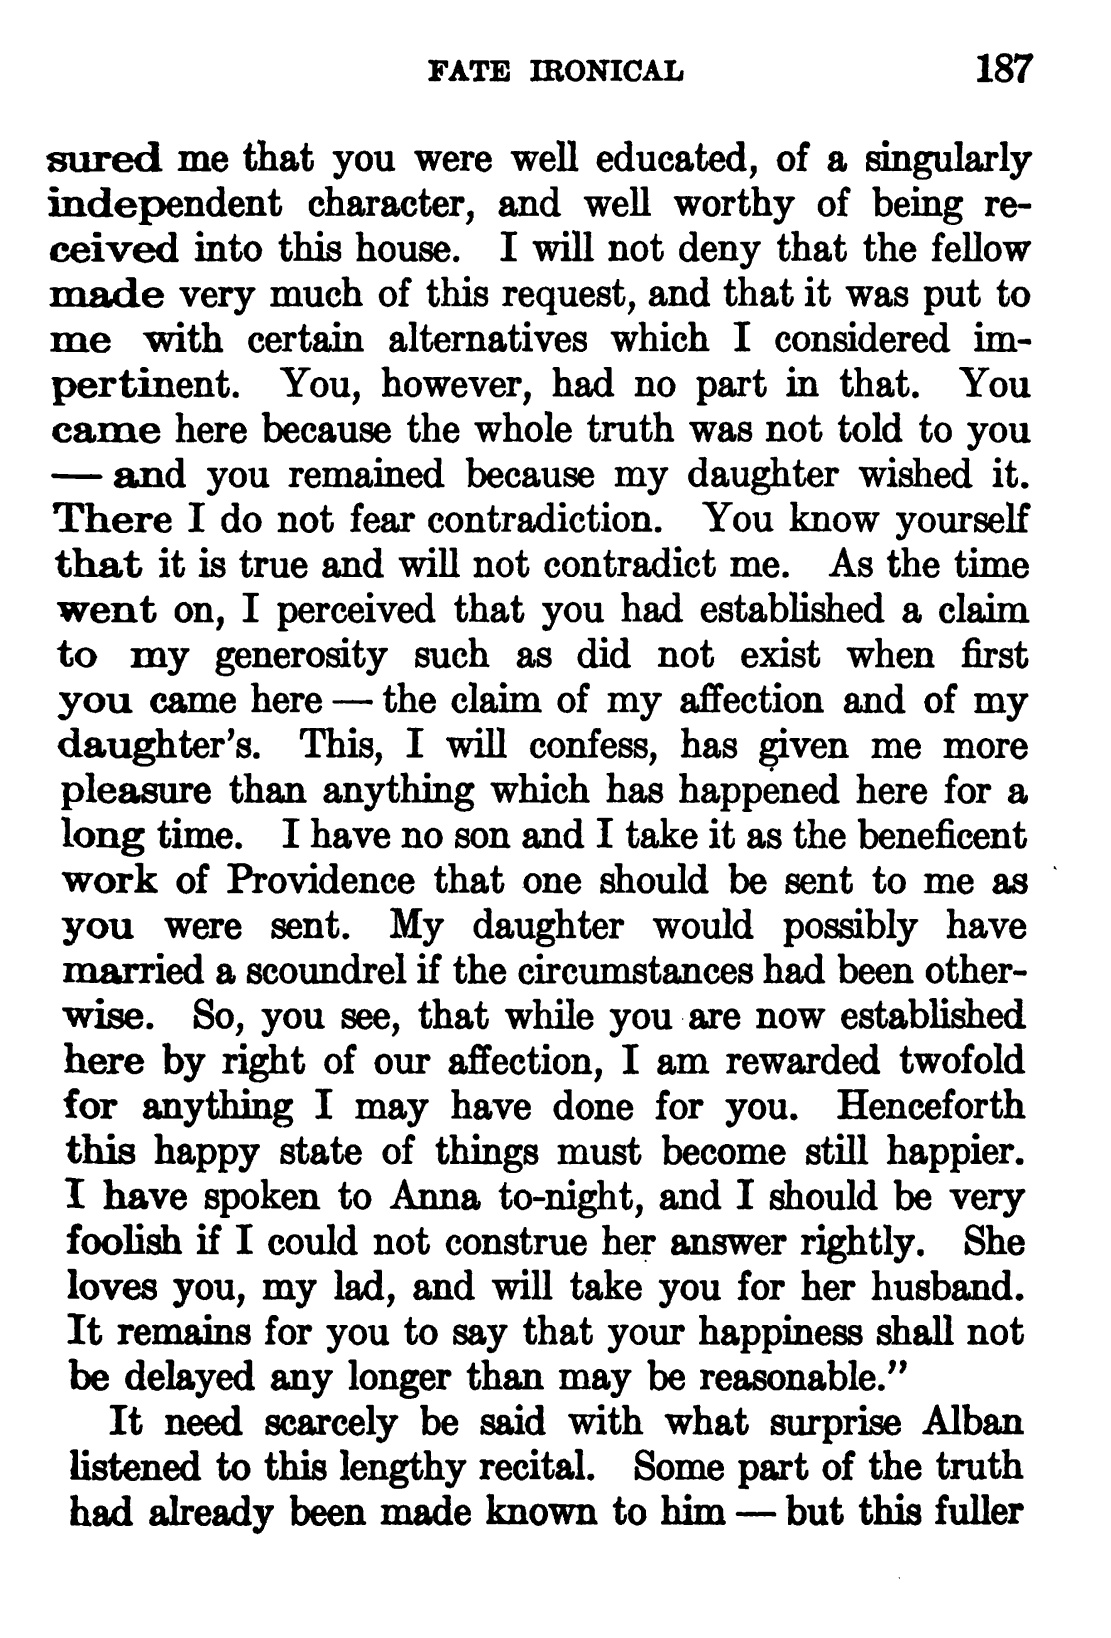 FATE IRONICAL 187
sured me that you were well educated, of a singularly
independent character, and well worthy of being re-
ceived into this house. I will not deny that the fellow
made very much of this request, and that it was put to
me with certain alternatives which I considered im-
pertinent. You, however, had no part in that. You
came here because the whole truth was not told to you
— and you remained because my daughter wished it.
There I do not fear contradiction. You know yourself
that it is true and will not contradict me. As the time
went on, I perceived that you had established a claim
to my generosity such as did not exist when first
you came here — the claim of my affection and of my
daughter's. This, I will confess, has given me more
pleasure than anything which has happened here for a
long time. I have no son and I take it as the beneficent
work of Providence that one should be sent to me as
you were sent. My daughter would possibly have
married a scoundrel if the circumstances had been other-
wise. So, you see, that while you are now established
here by right of our affection, I am rewarded twofold
for anything I may have done for you. Henceforth
this happy state of things must become still happier.
I have spoken to Anna to-night, and I should be very
foolish if I could not construe her answer rightly. She
loves you, my lad, and will take you for her husband.
It remains for you to say that your happiness shall not
be delayed any longer than may be reasonable."
It need scarcely be said with what surprise Alban
listened to this lengthy recital. Some part of the truth
had already been made known to him — but this fuller